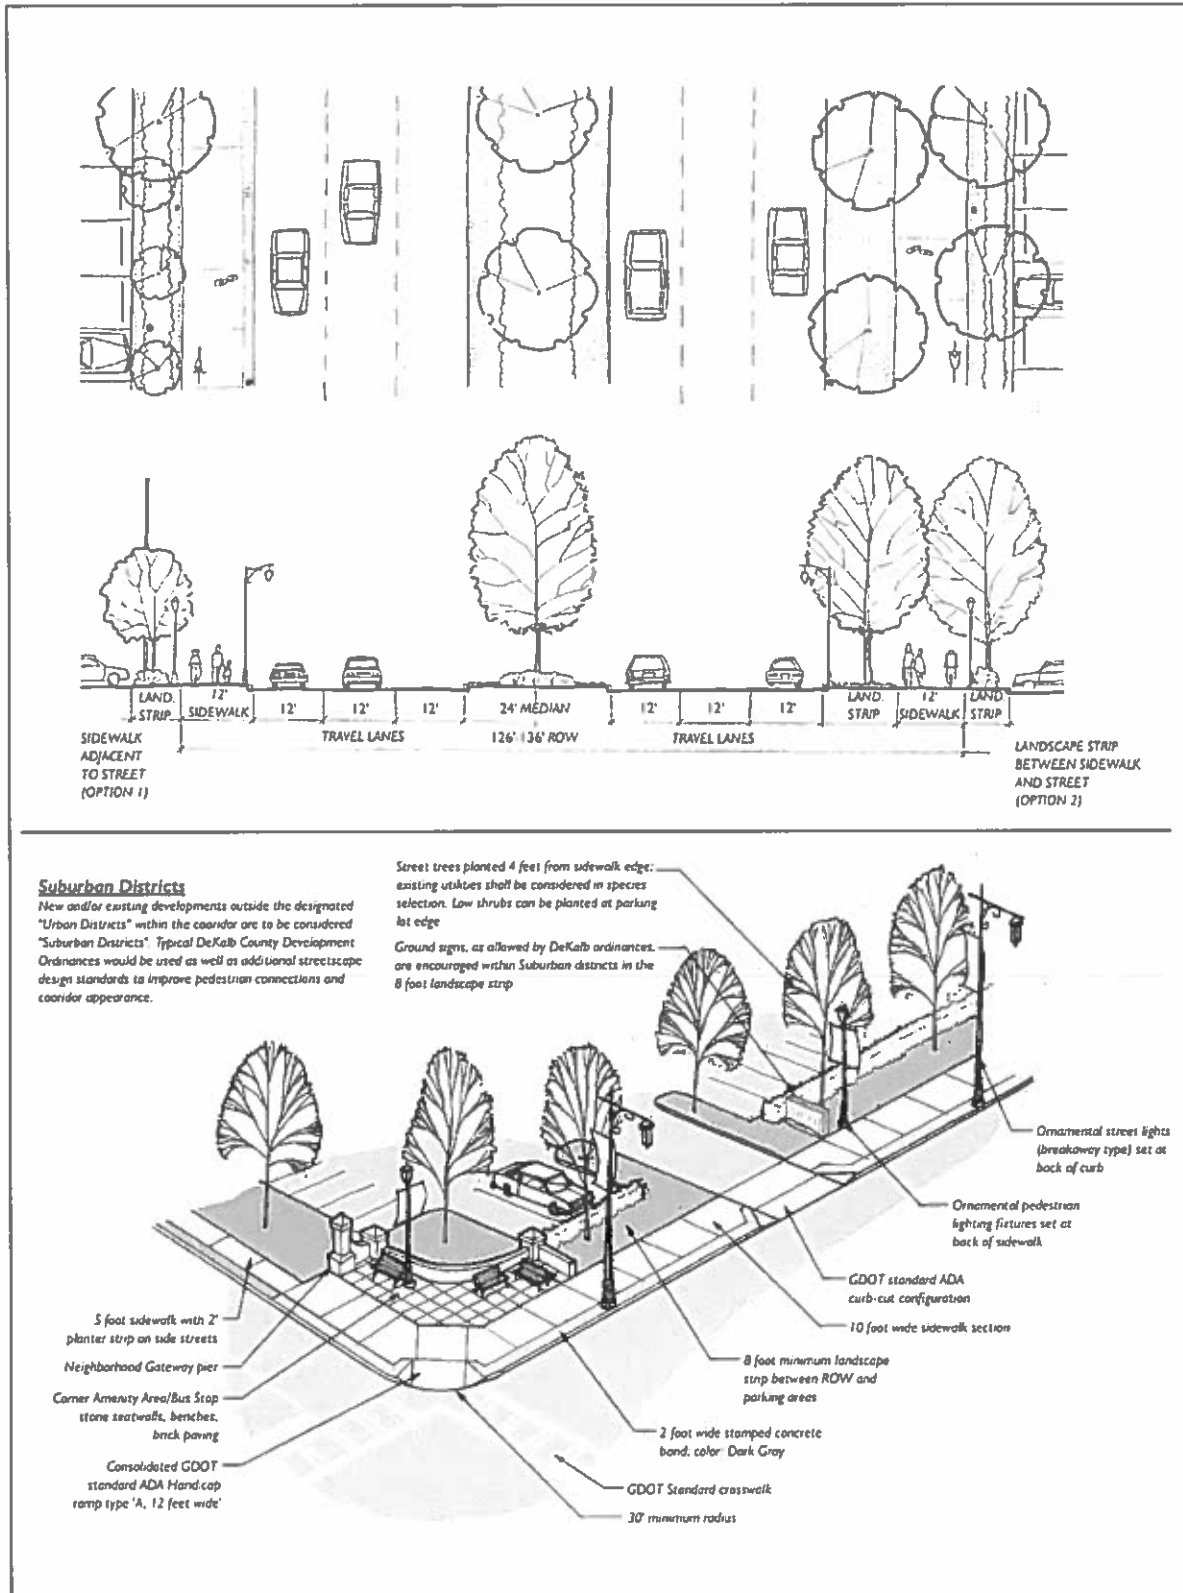 LAND.
STRIP
12'
SIDEWALK
12'
12'
12'
24' MEDIAN
12'
12'
12'
LAND.
STRIP
12'
SIDEWALK
LAND.
STRIP
TRAVEL LANES
126'-136' ROW
TRAVEL LANES
SIDEWALK
ADJACENT
TO STREET
(OPTION 1)
LANDSCAPE STRIP
BETWEEN SIDEWALK
AND STREET
(OPTION 2)
Suburban Districts
New and/or existing developments outside the designated
"Urban Districts" within the cooridor are to be considered
"Suburban Districts". Typical DeKalb County Development
Ordinances would be used as well as additional streetscape
design standards to improve pedestrian connections and
cooridor appearance.
Street trees planted 4 feet from sidewalk edge;
existing utilities shall be considered in species
selection. Low shrubs can be planted at parking
lot edge
Ground signs, as allowed by DeKalb ordinances,
are encouraged within Suburban districts in the
8 foot landscape strip
Ornamental street lights
(breakaway type) set at
back of curb
Ornamental pedestrian
lighting fixtures set at
back of sidewalk
GDOT standard ADA
curb-cut configuration
10 foot wide sidewalk section
8 foot minimum landscape
strip between ROW and
parking areas
2 foot wide stamped concrete
band; color: Dark Gray
GDOT Standard crosswalk
30' minimum radius
5 foot sidewalk with 2'
planter strip on side streets
Neighborhood Gateway pier
Corner Amenity Area/Bus Stop
stone seatwalls, benches,
brick paving
Consolidated GDOT
standard ADA Handicap
ramp type 'A, 12 feet wide'